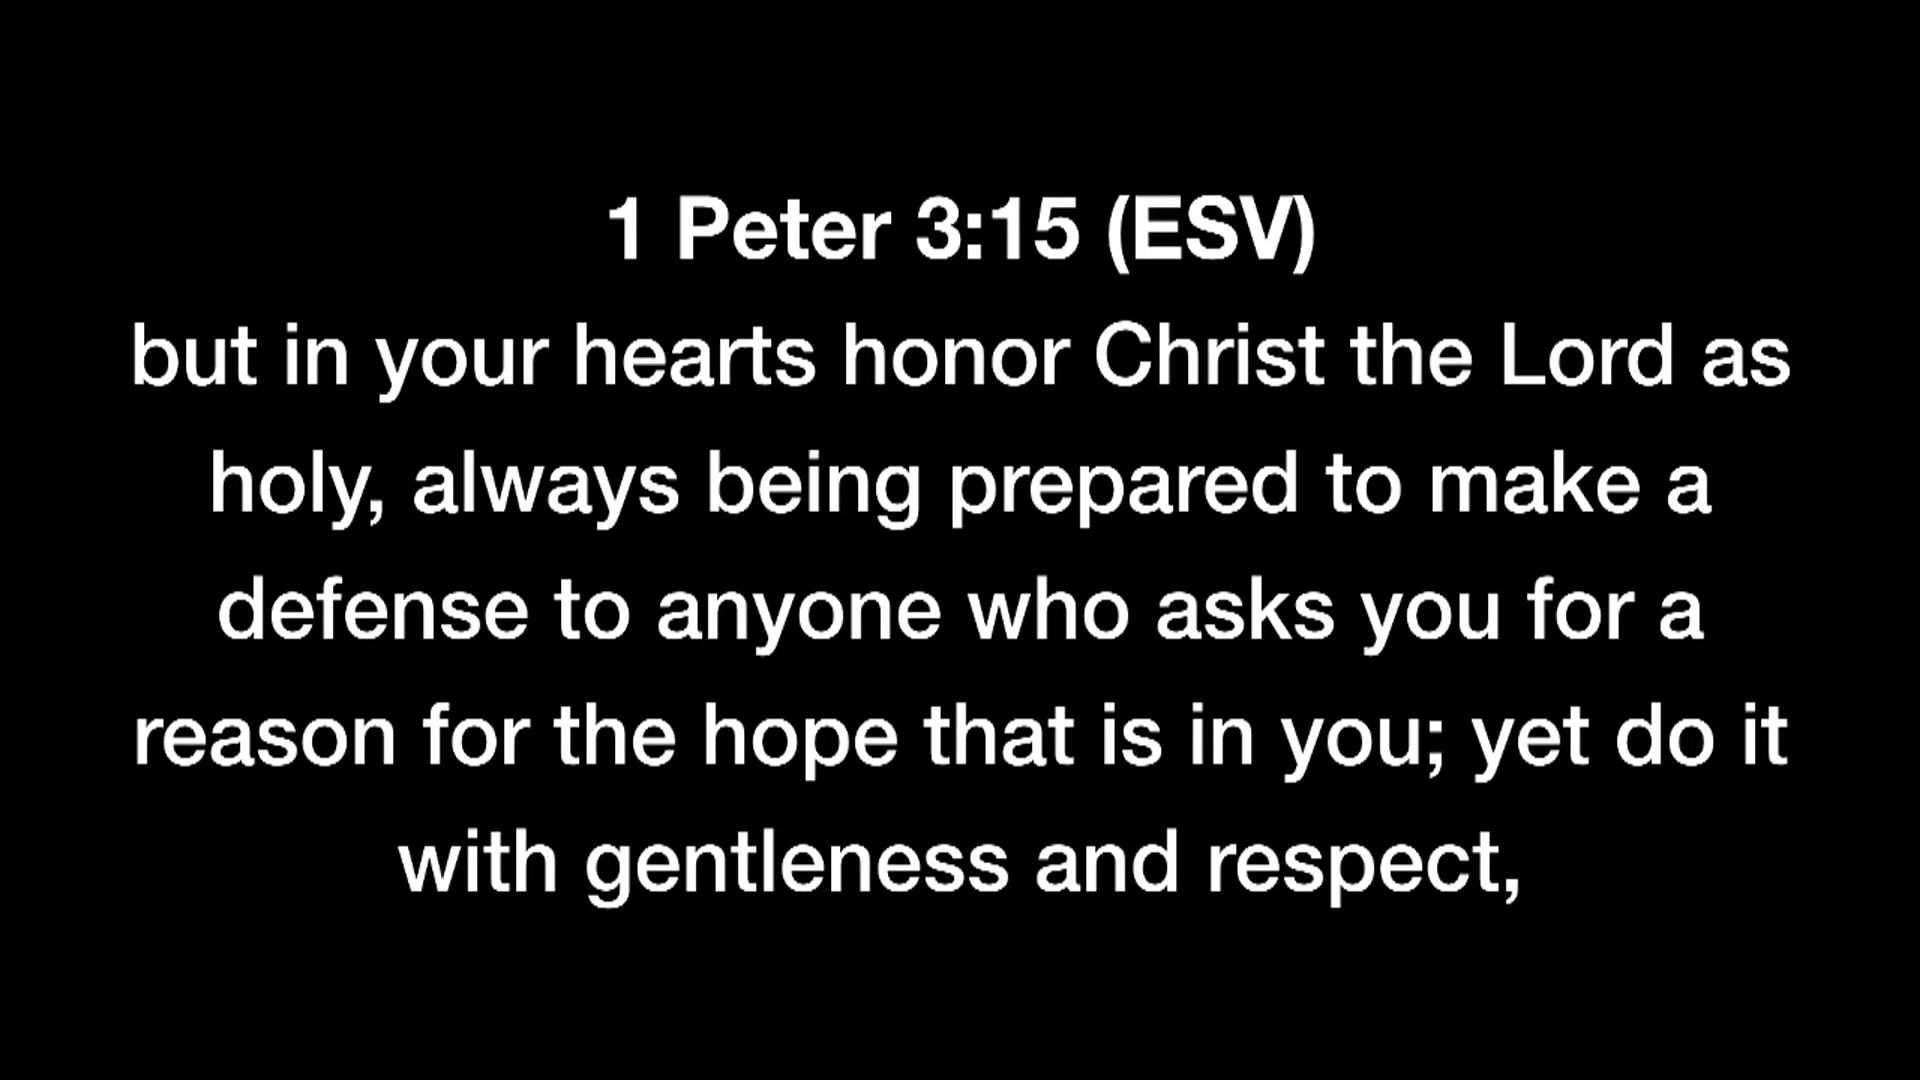 1 Peter 3:15 (ESV)
but in your hearts honor Christ the Lord as
holy, always being prepared to make a
defense to anyone who asks you for a
reason for the hope that is in you; yet do it
with gentleness and respect,